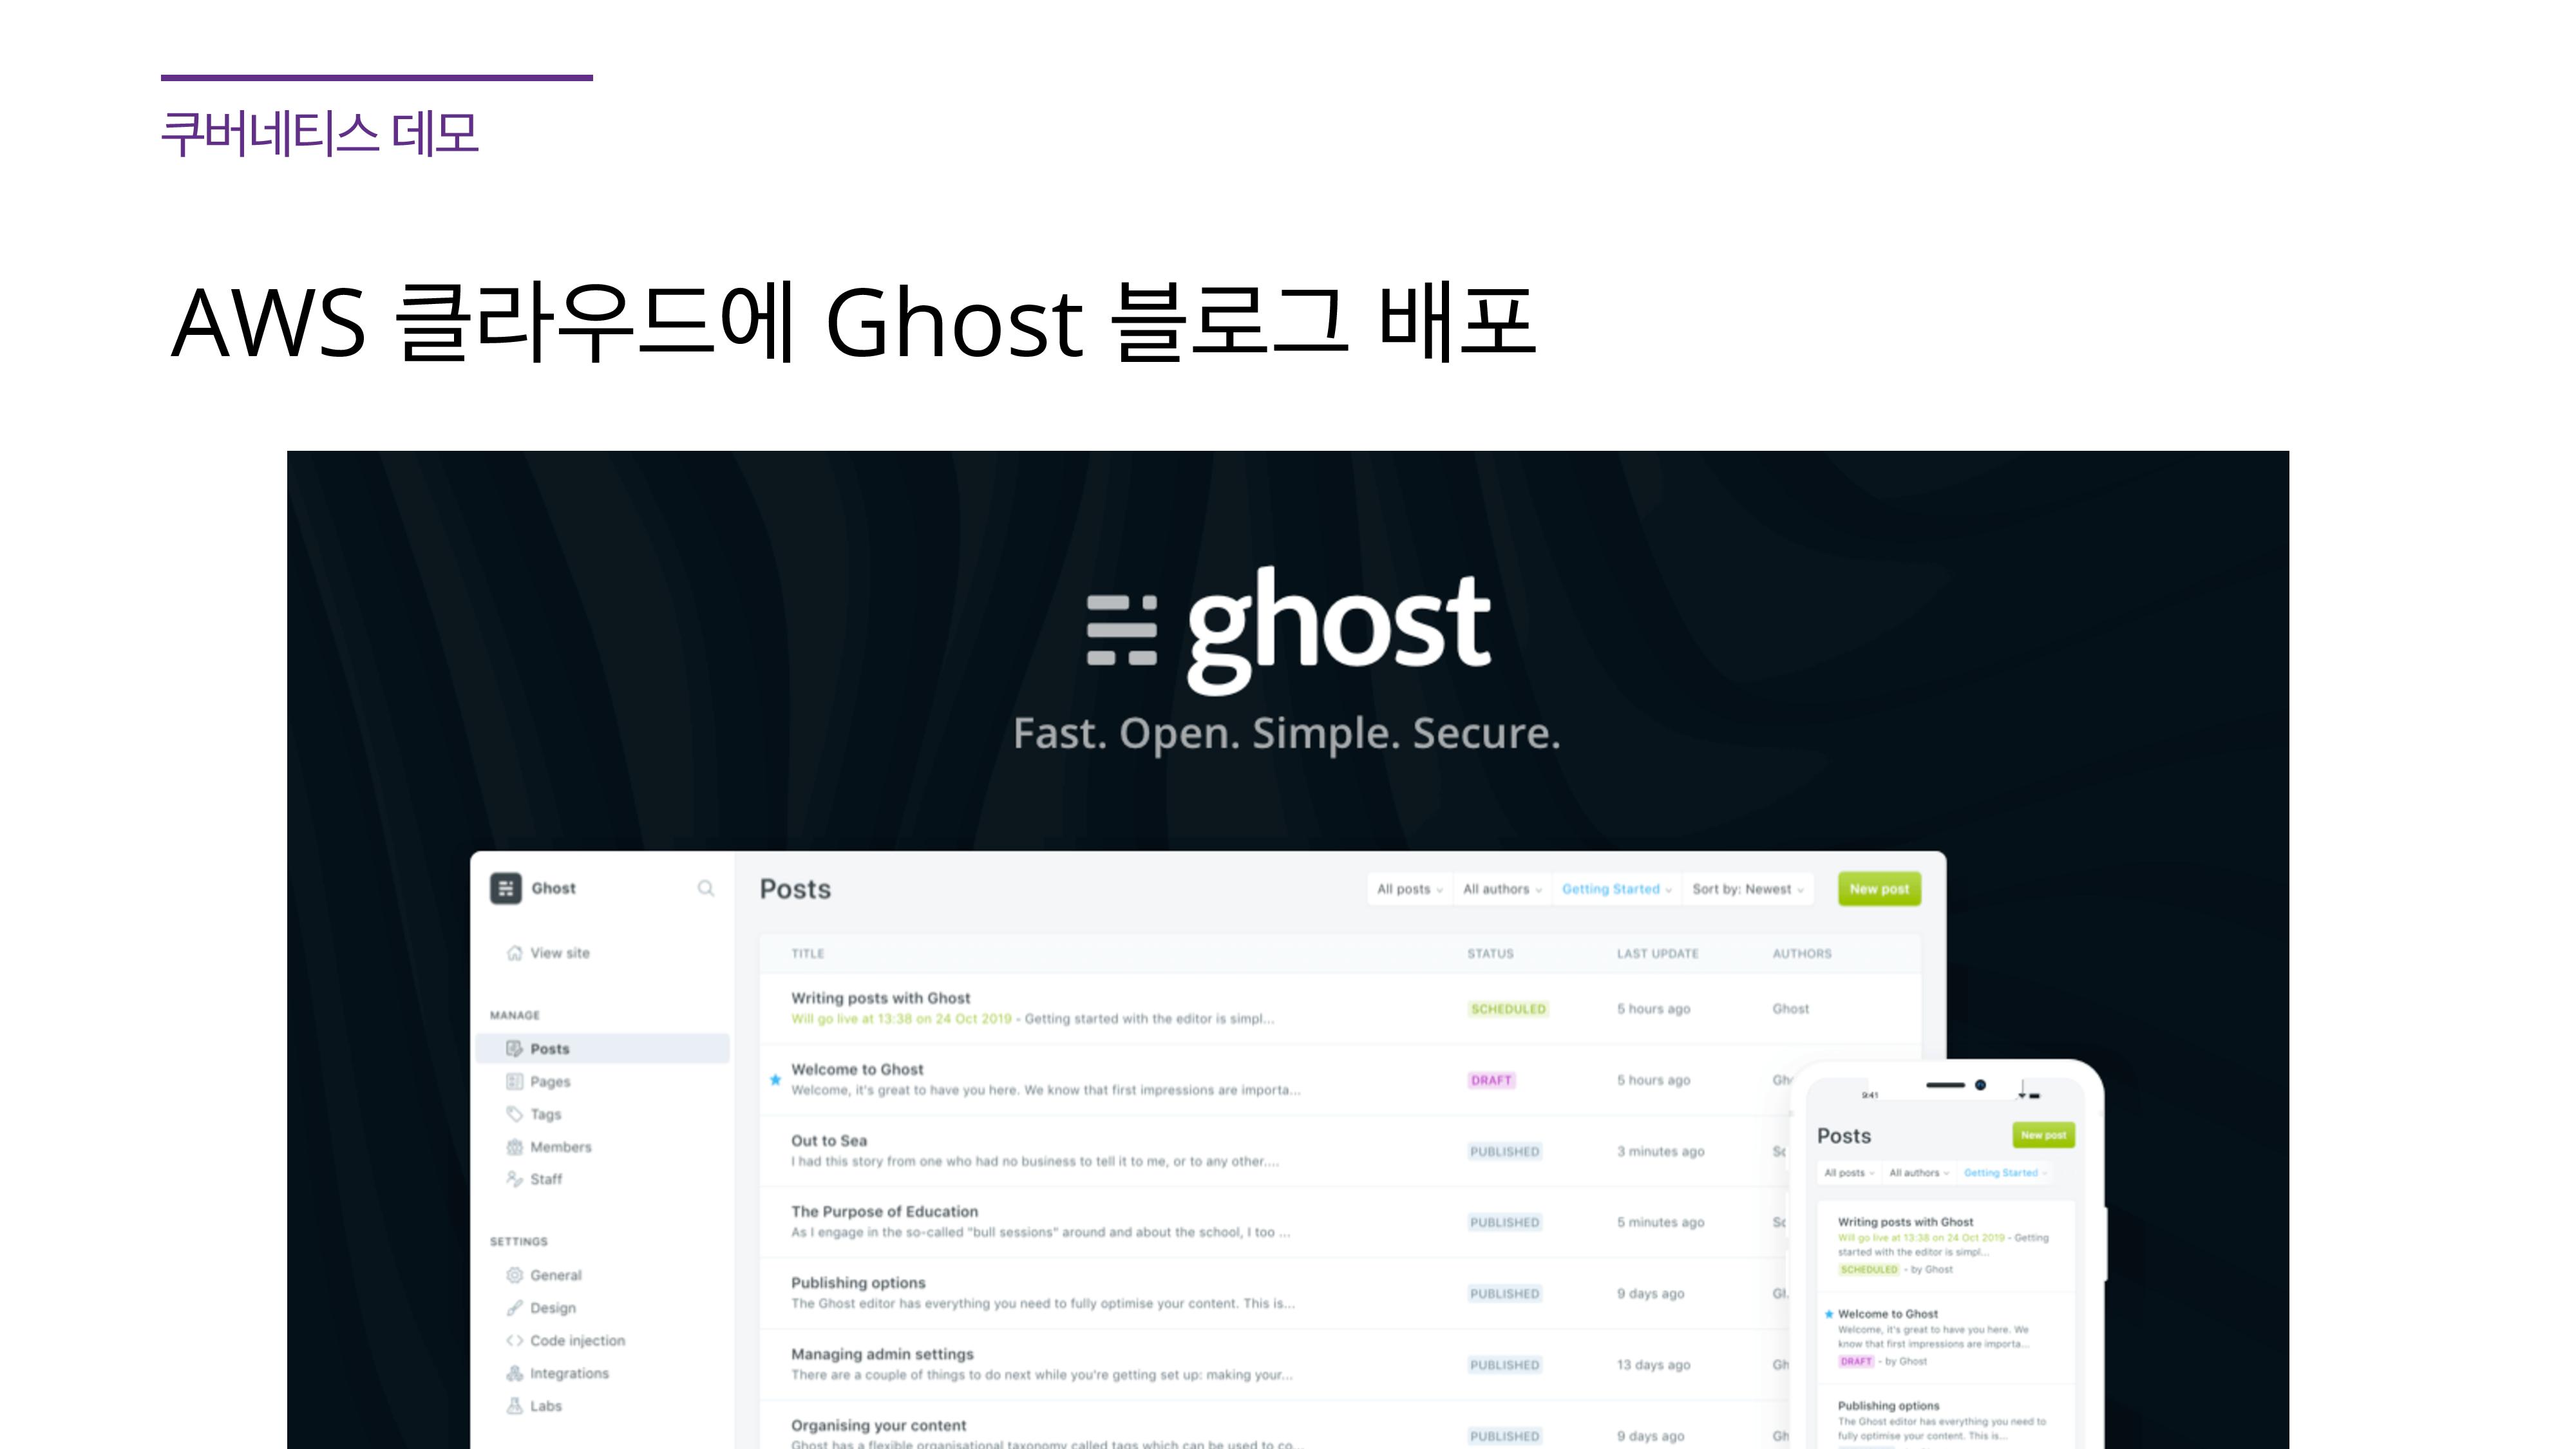 쿠버네티스 데모
AWS 클라우드에 Ghost 블로그 배포
ghost
Fast. Open. Simple. Secure.
Ghost
Posts
All posts
All authors
Getting Started
Sort by: Newest
New post
View site
TITLE
STATUS
LAST UPDATE
AUTHORS
Writing posts with Ghost
Will go live at 13:38 on 24 Oct 2019 - Getting started with the editor is simpl...
SCHEDULED
5 hours ago
Ghost
MANAGE
Posts
Pages
Tags
Members
Staff
Welcome to Ghost
Welcome, it's great to have you here. We know that first impressions are importa...
DRAFT
5 hours ago
Out to Sea
I had this story from one who had no business to tell it to me, or to any other....
PUBLISHED
3 minutes ago
The Purpose of Education
As I engage in the so-called "bull sessions" around and about the school, I too ...
PUBLISHED
5 minutes ago
SETTINGS
General
Design
Code injection
Integrations
Labs
Publishing options
The Ghost editor has everything you need to fully optimise your content. This is...
PUBLISHED
9 days ago
Managing admin settings
There are a couple of things to do next while you're getting set up: making your...
PUBLISHED
13 days ago
Organising your content
Ghost has a flexible organisational taxonomy called tags which can be used to co...
PUBLISHED
9 days ago
9:41
Posts
New post
All posts
All authors
Getting Started
Writing posts with Ghost
Will go live at 13:38 on 24 Oct 2019 - Getting
started with the editor is simpl...
SCHEDULED - by Ghost
Welcome to Ghost
Welcome, it's great to have you here. We
know that first impressions are importa...
DRAFT - by Ghost
Publishing options
The Ghost editor has everything you need to
fully optimise your content. This is...